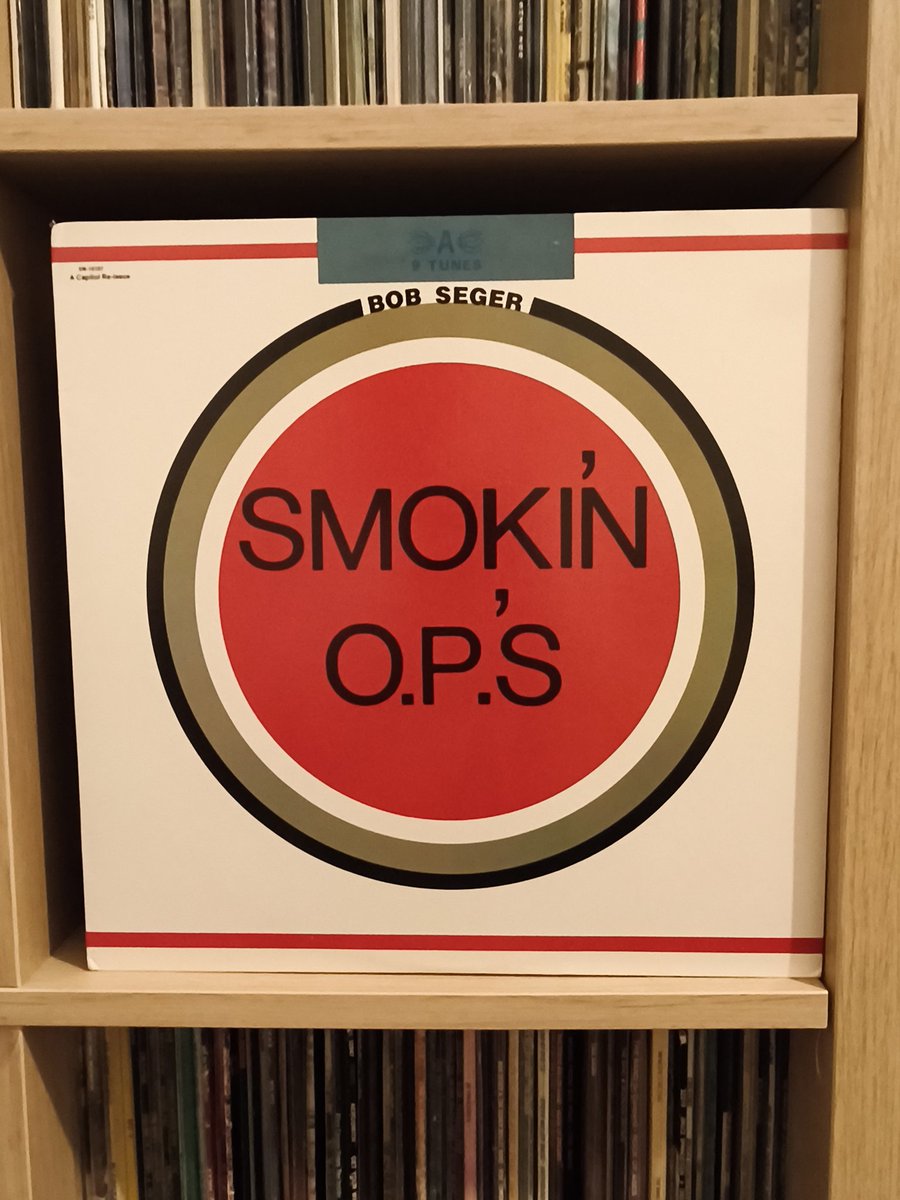 A
9 TUNES
A Capitol Re-issue
BOB SEGER
SMOKIN'
O.P.'S